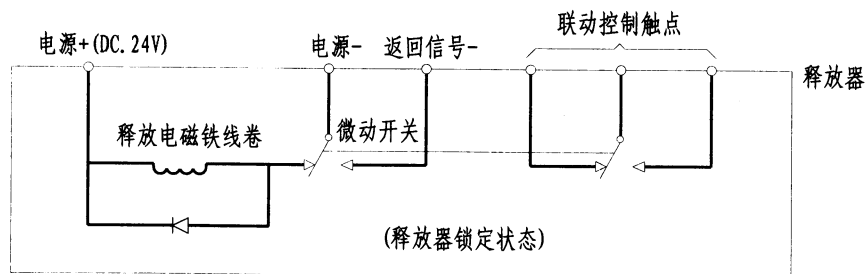 联动控制触点
电源+(DC.24V)
电源-
返回信号-
释放器
释放电磁铁线卷
微动开关
(释放器锁定状态)